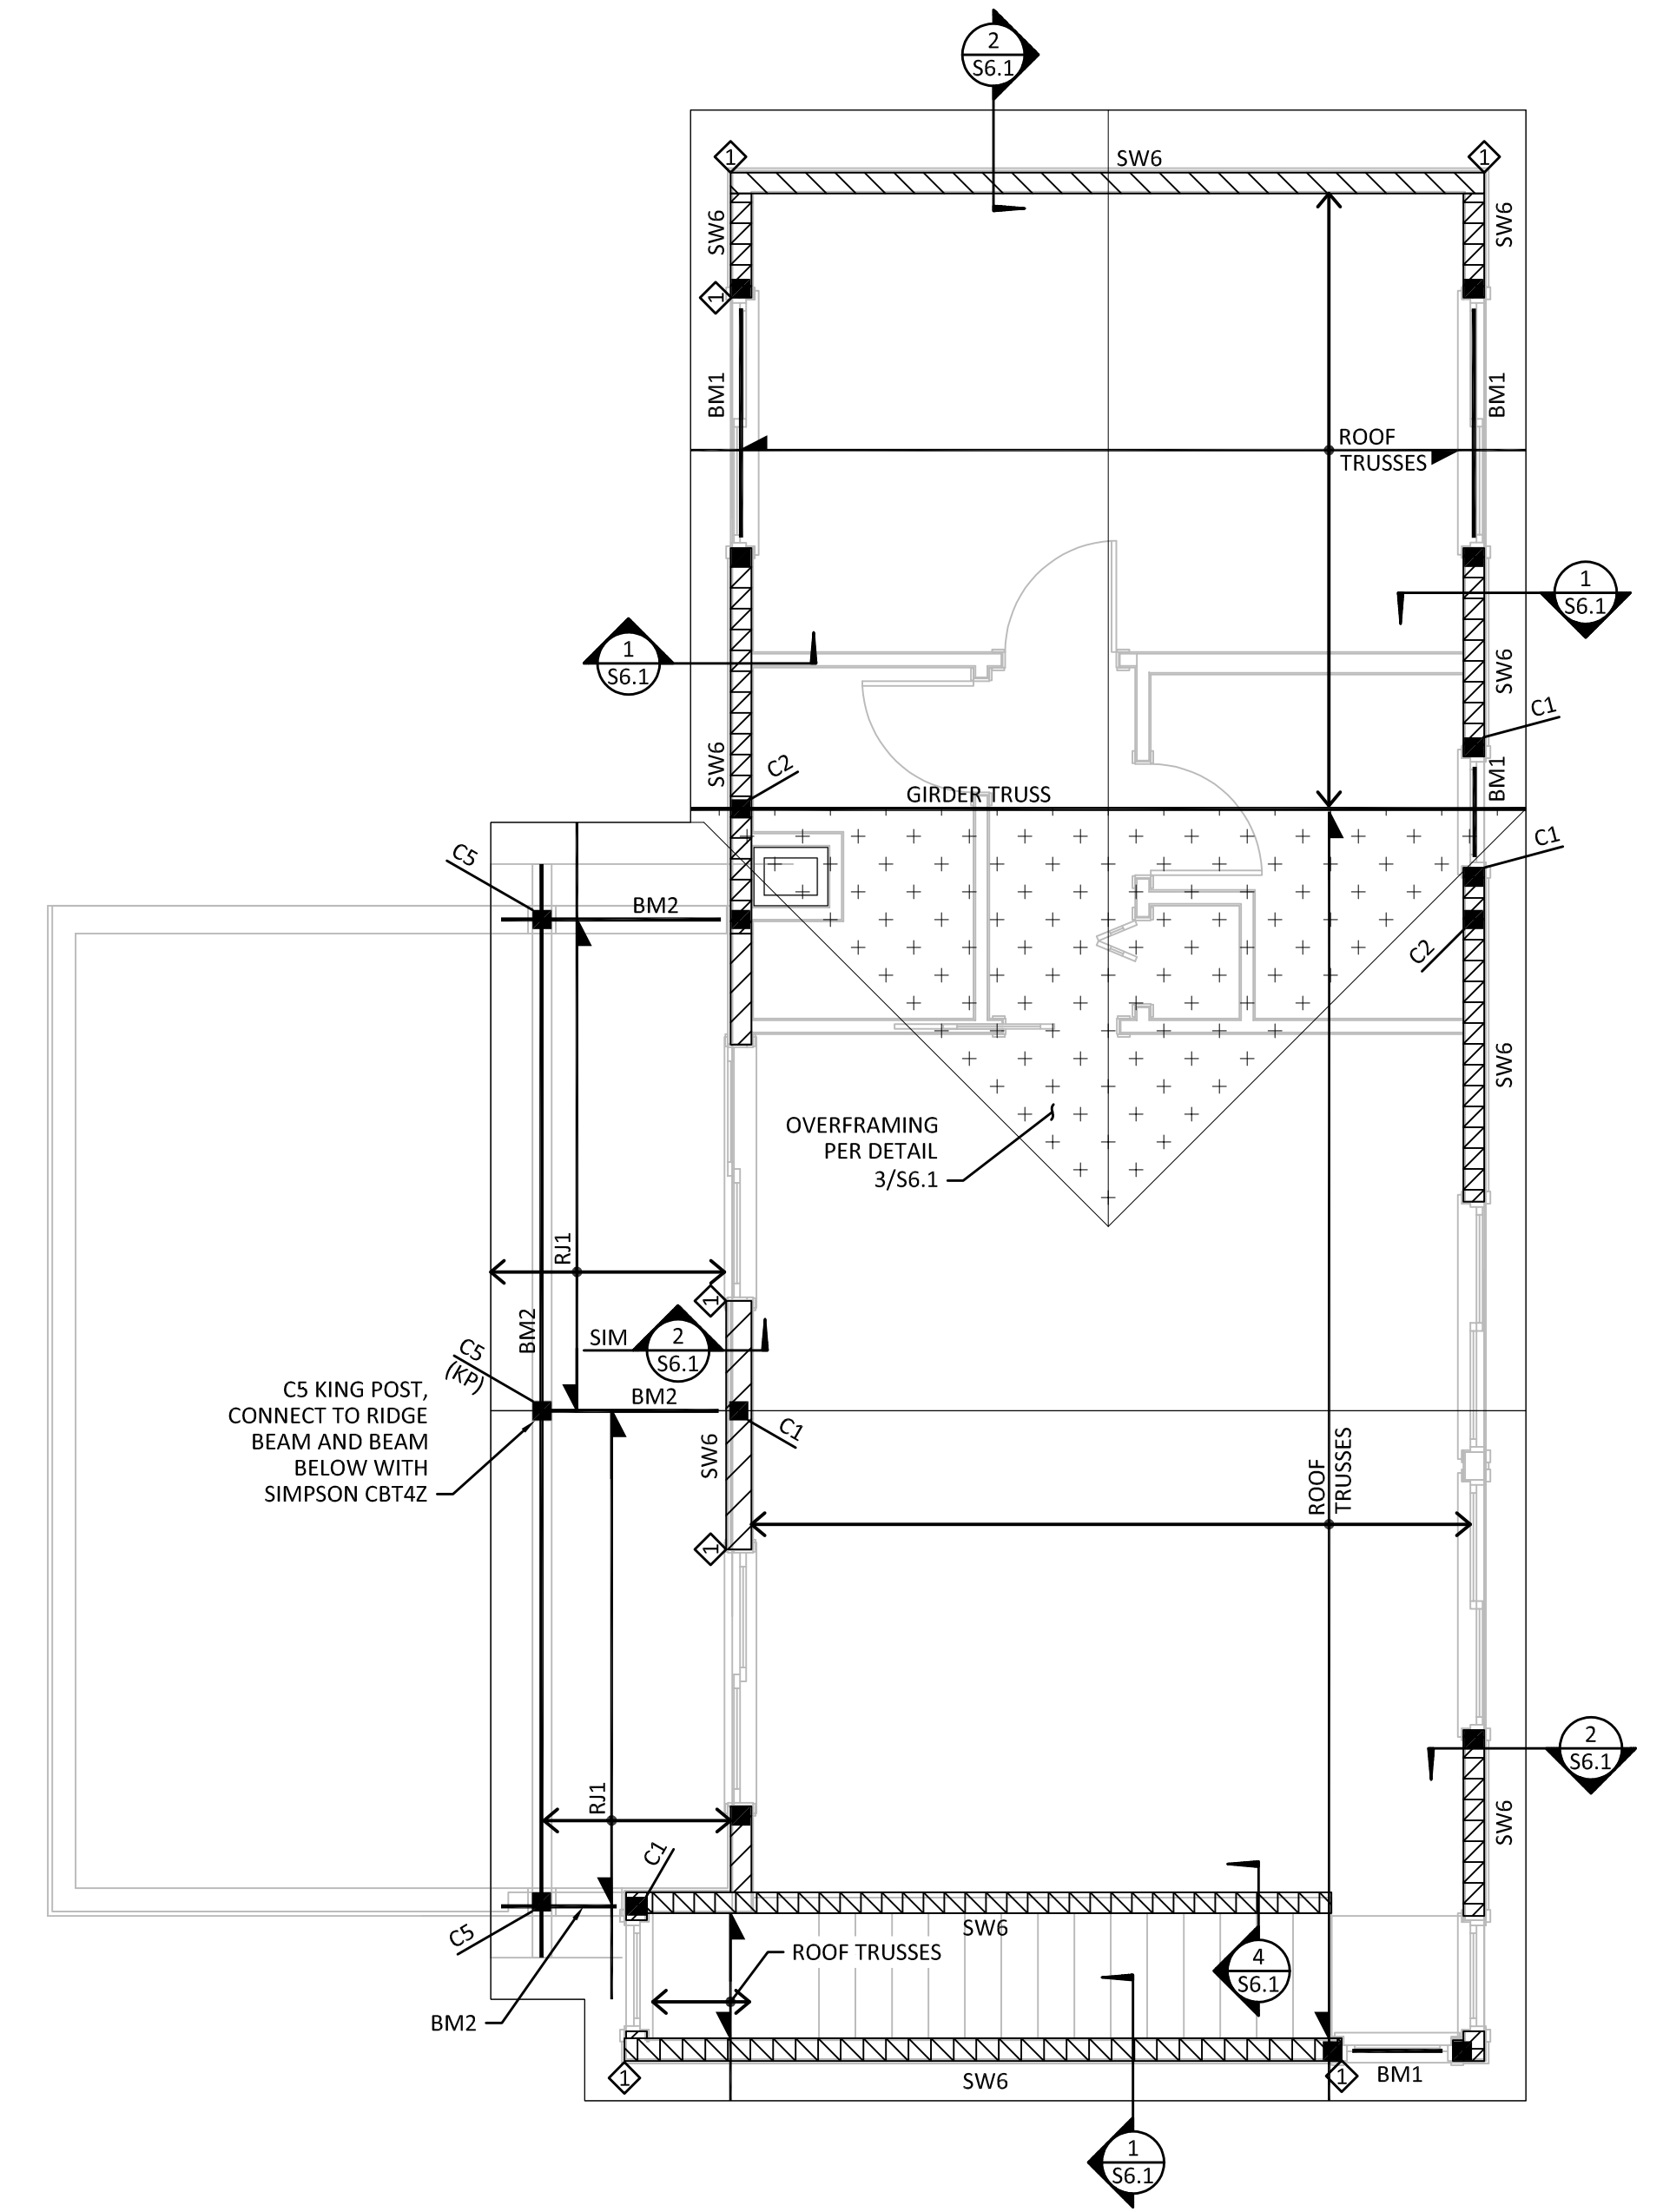 2
S6.1
1
SW6
1
SW6
SW6
1
BM1
BM1
ROOF
TRUSSES
1
S6.1
1
S6.1
SW6
C1
SW6
C2
BM1
GIRDER TRUSS
C1
C5
BM2
C2
SW6
OVERFRAMING
PER DETAIL
3/S6.1
RJ1
1
BM2
SIM
2
S6.1
C5
(KP)
C5 KING POST,
CONNECT TO RIDGE
BEAM AND BEAM
BELOW WITH
SIMPSON CBT4Z
BM2
C1
SW6
ROOF
TRUSSES
1
2
S6.1
RJ1
SW6
C1
C5
SW6
ROOF TRUSSES
4
S6.1
BM2
1
SW6
1
BM1
1
S6.1